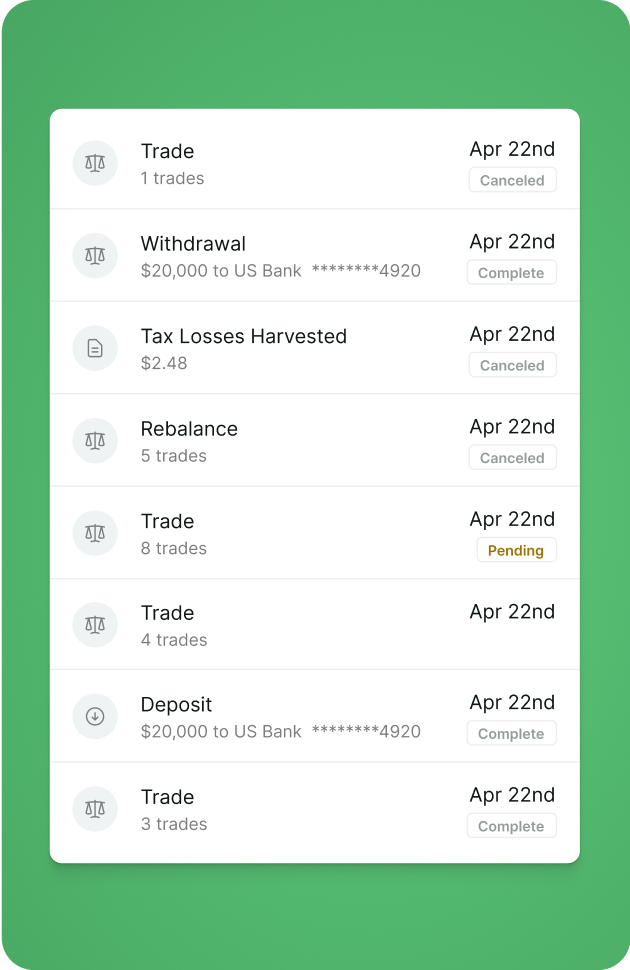 Trade
Apr 22nd
1 trades
Canceled
Withdrawal
Apr 22nd
$20,000 to US Bank ********4920
Complete
Tax Losses Harvested
Apr 22nd
$2.48
Canceled
Rebalance
Apr 22nd
5 trades
Canceled
Trade
Apr 22nd
8 trades
Pending
Trade
Apr 22nd
4 trades
Deposit
Apr 22nd
$20,000 to US Bank ********4920
Complete
Trade
Apr 22nd
3 trades
Complete